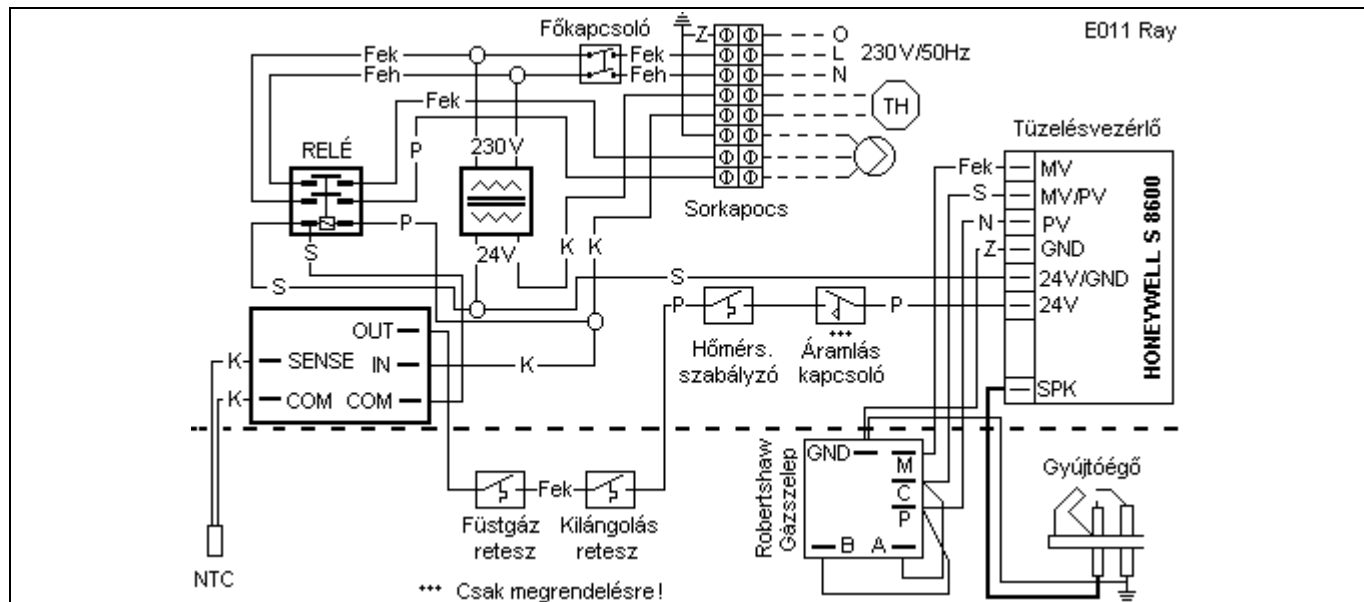 E011 Ray
Főkapcsoló
Z
O
L
N
230V/50Hz
Fek
Fek
Feh
Feh
Fek
TH
RELÉ
P
230V
24V
Sorkapocs
K
K
P
S
S
S
Tüzelésvezérlő
Fek
MV
S
MV/PV
N
PV
Z
GND
24V/GND
24V
SPK
HONEYWELL S 8600
P
P
***
Hőmérs.
szabályzó
Áramlás
kapcsoló
OUT
K
SENSE
IN
K
K
COM
COM
NTC
Fek
Füstgáz
retesz
Kilángolás
retesz
*** Csak megrendelésre!
Robertshaw
Gázszelep
GND
M
C
P
B
A
Gyújtóégő